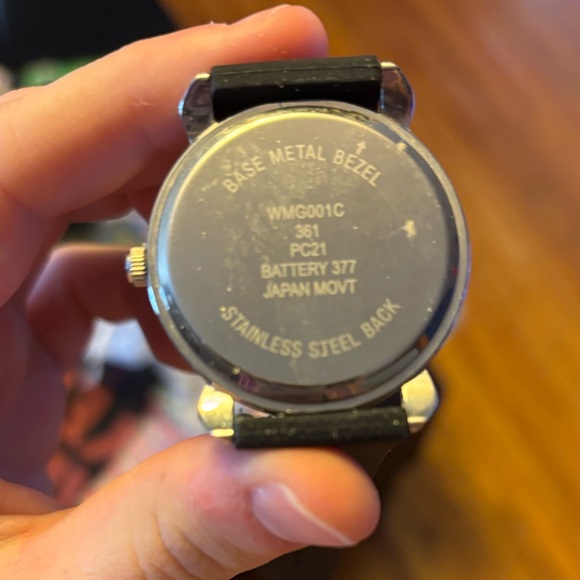 BASE METAL BEZEL
WMG001C
361
PC21
BATTERY 377
JAPAN MOVT
STAINLESS STEEL BACK